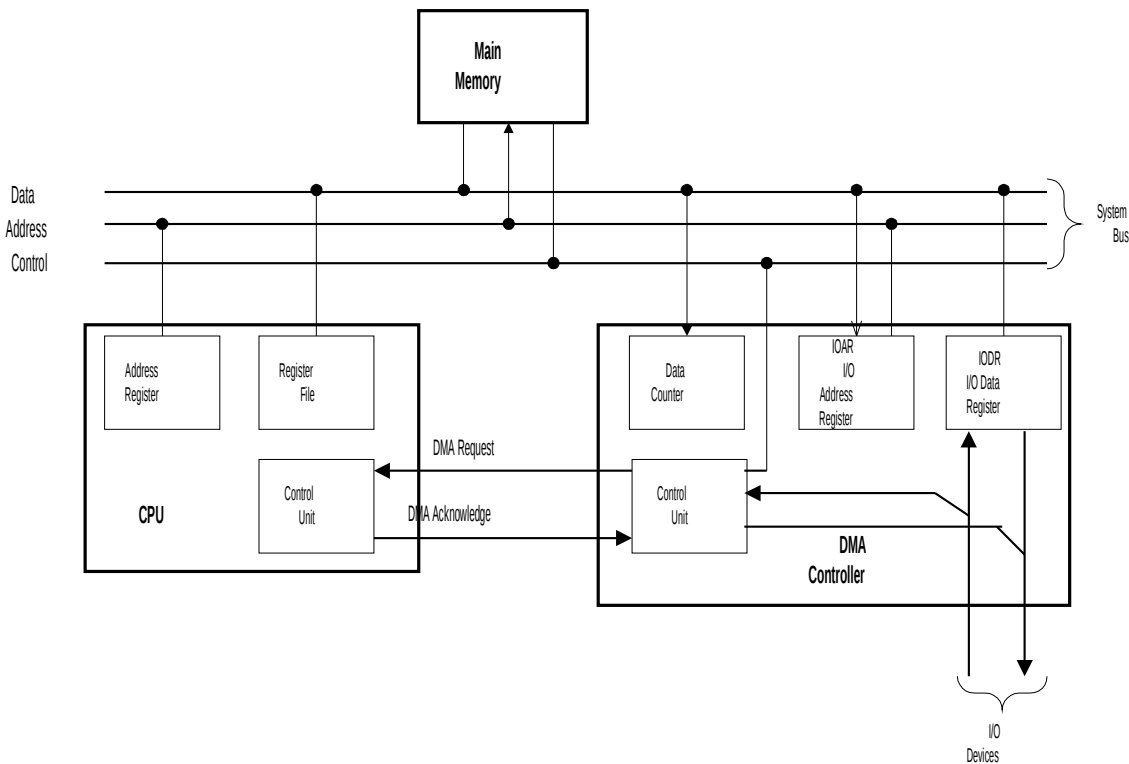 Main
Memory
Data
Address
Control
System
Bus
Address
Register
Register
File
Data
Counter
IOAR
I/O
Address
Register
IODR
I/O Data
Register
DMA Request
Control
Unit
Control
Unit
CPU
DMA Acknowledge
DMA
Controller
I/O
Devices